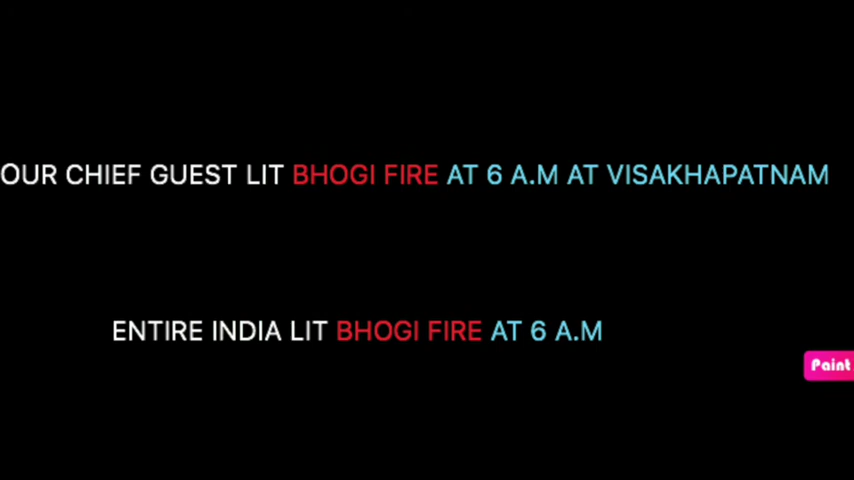 OUR CHIEF GUEST LIT BHOGI FIRE AT 6 A.M AT VISAKHAPATNAM
ENTIRE INDIA LIT BHOGI FIRE AT 6 A.M
Paint